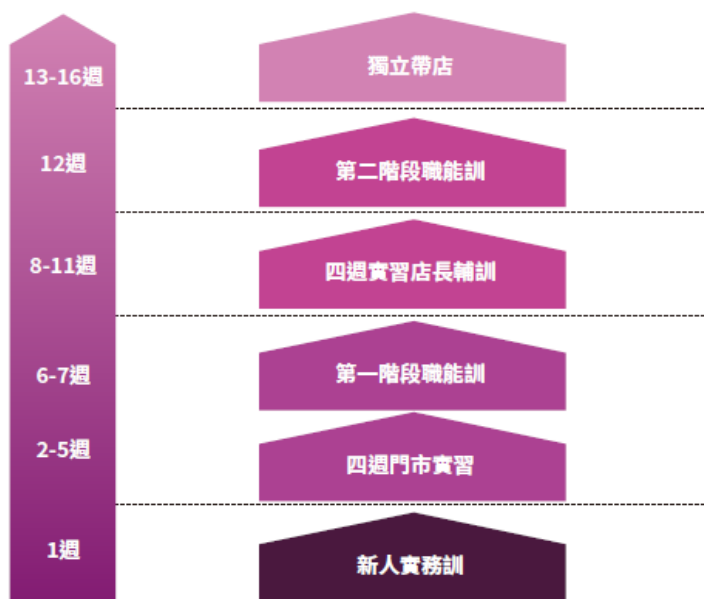 13-16週
獨立帶店
12週
第二階段職能訓
8-11週
四週實習店長輔訓
6-7週
第一階段職能訓
2-5週
四週門市實習
1週
新人實務訓